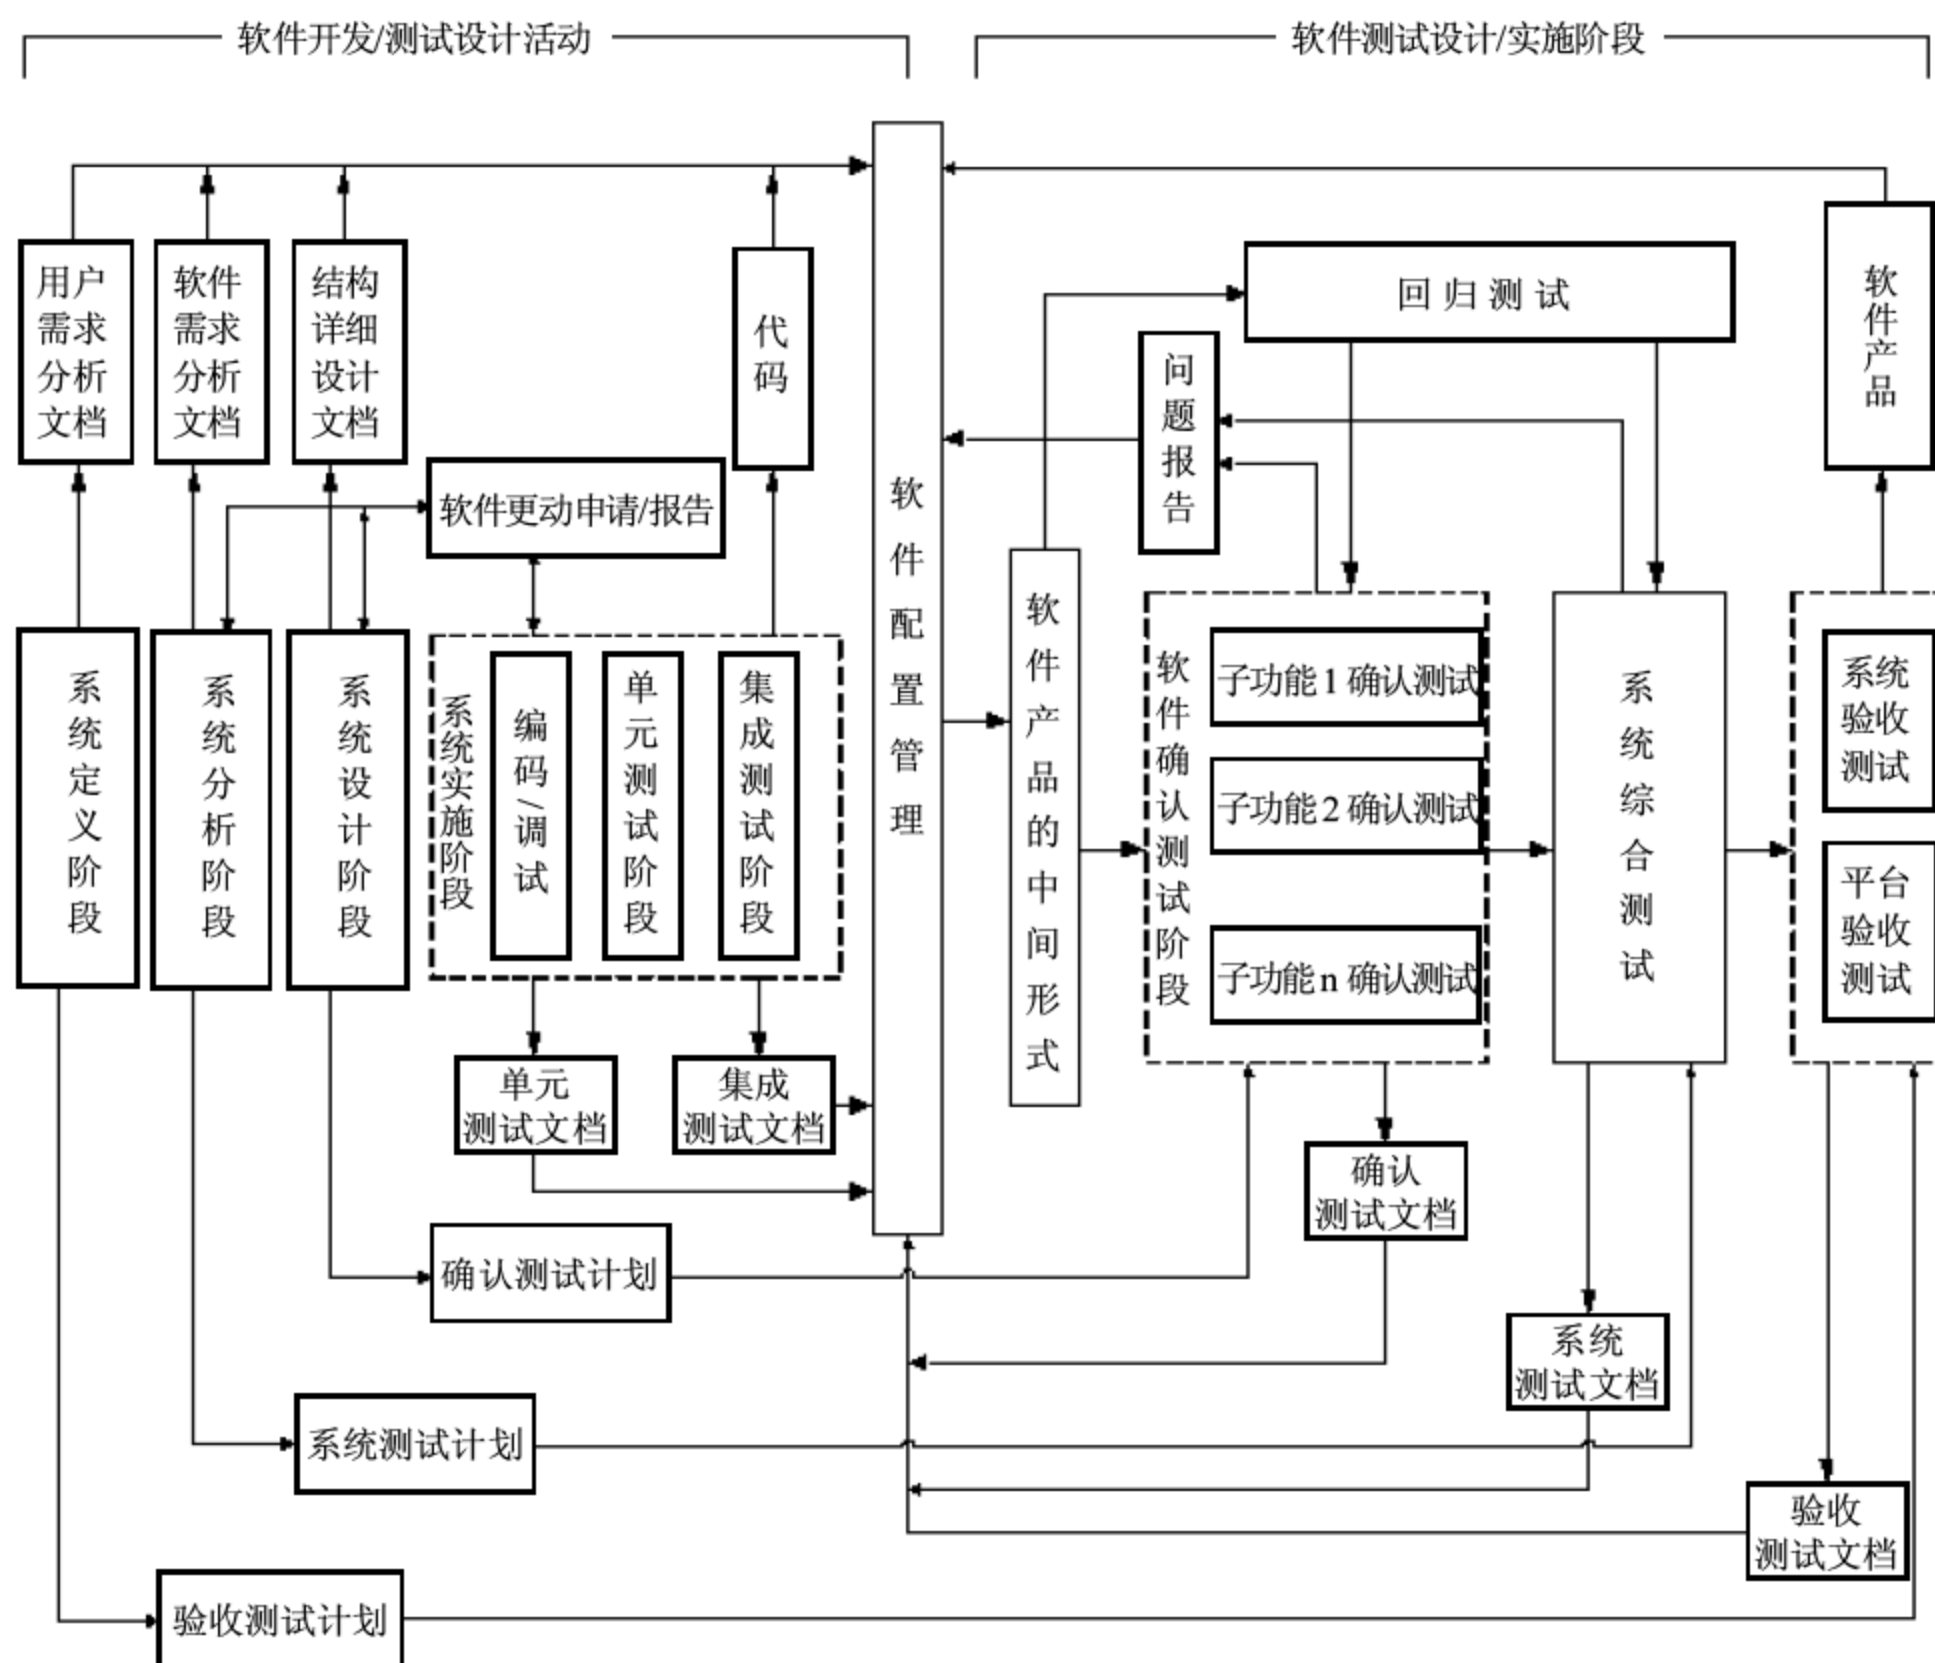 软件开发/测试设计活动
软件测试设计/实施阶段
用户
需求
分析
文档
软件
需求
分析
文档
结构
详细
设计
文档
代码
软件更动申请/报告
软件配置管理
回归测试
问题报告
软件产品
系统定义阶段
系统分析阶段
系统设计阶段
系统实施阶段
编码/调试
单元测试阶段
集成测试阶段
软件产品的中间形式
软件确认测试阶段
子功能1 确认测试
子功能2 确认测试
子功能n 确认测试
系统综合测试
系统
验收
测试
平台
验收
测试
单元
测试文档
集成
测试文档
确认
测试文档
确认测试计划
系统
测试文档
系统测试计划
验收
测试文档
验收测试计划